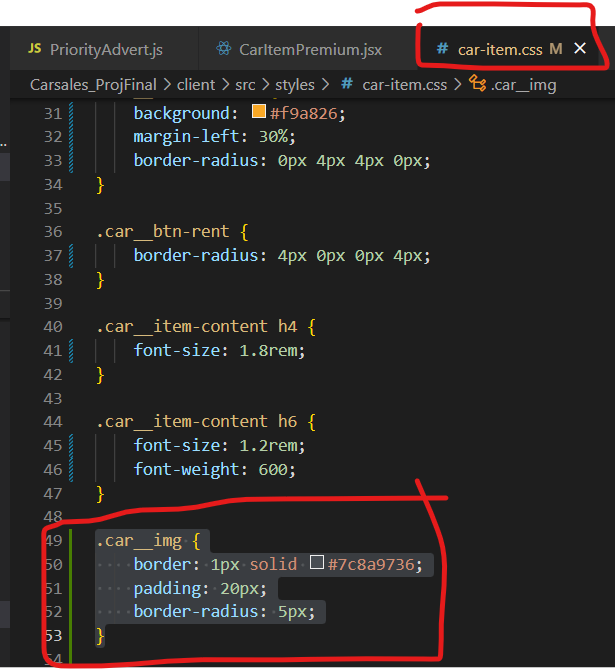 JS PriorityAdvert.js CarItemPremium.jsx # car-item.css M ×
Carsales_ProjFinal > client > src > styles > # car-item.css > .car__img
31 background: #f9a826;
32 margin-left: 30%;
33 border-radius: 0px 4px 4px 0px;
34 }
35
36 .car__btn-rent {
37 border-radius: 4px 0px 0px 4px;
38 }
39
40 .car__item-content h4 {
41 font-size: 1.8rem;
42 }
43
44 .car__item-content h6 {
45 font-size: 1.2rem;
46 font-weight: 600;
47 }
48
49 .car__img {
50 border: 1px solid #7c8a9736;
51 padding: 20px;
52 border-radius: 5px;
53 }
54